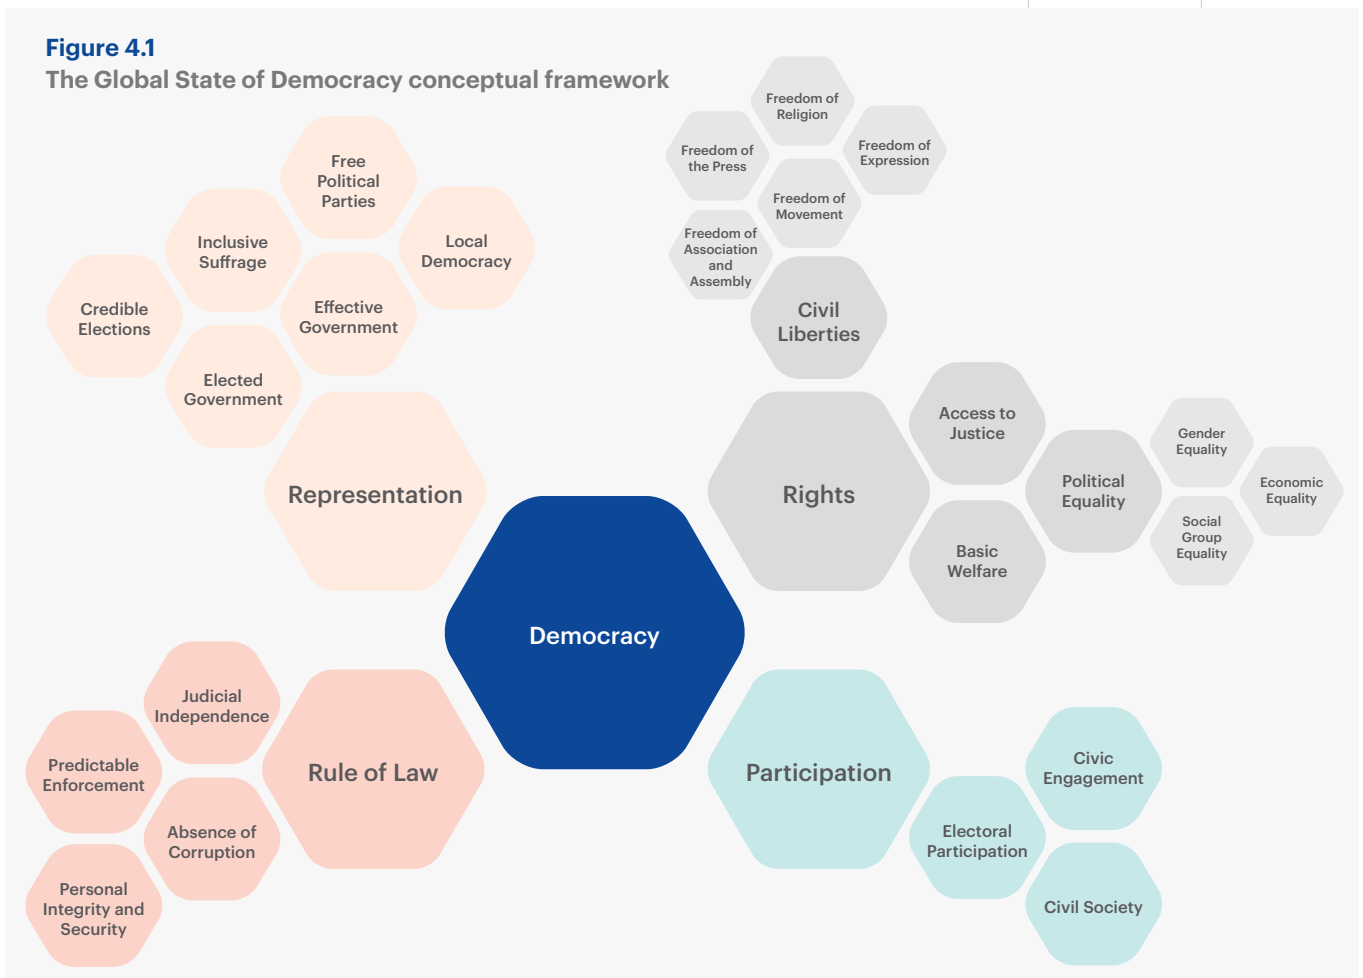 Figure 4.1
The Global State of Democracy conceptual framework
Free
Political
Parties
Inclusive
Suffrage
Local
Democracy
Credible
Elections
Effective
Government
Elected
Government
Representation
Freedom of
Religion
Freedom of
the Press
Freedom of
Expression
Freedom of
Movement
Freedom of
Association
and
Assembly
Civil
Liberties
Rights
Access to
Justice
Political
Equality
Basic
Welfare
Gender
Equality
Economic
Equality
Social
Group
Equality
Democracy
Judicial
Independence
Predictable
Enforcement
Absence of
Corruption
Personal
Integrity and
Security
Rule of Law
Participation
Electoral
Participation
Civic
Engagement
Civil Society